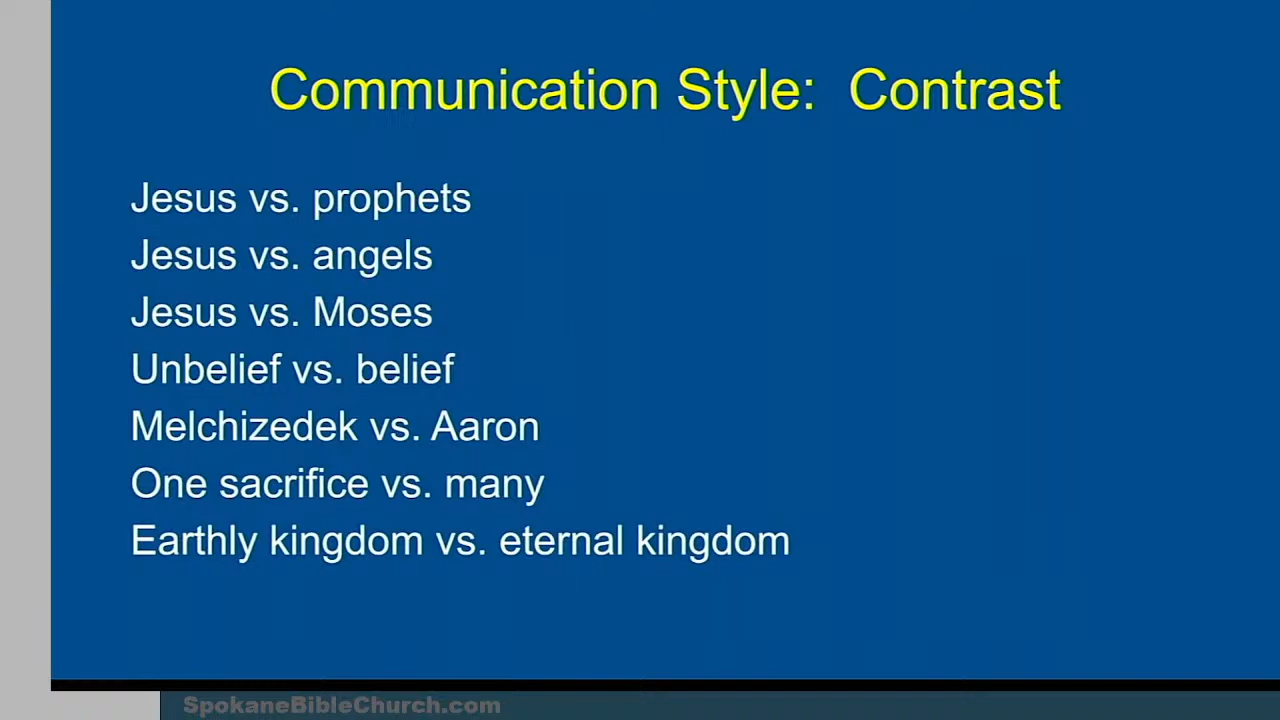 Communication Style:  Contrast
Jesus vs. prophets
Jesus vs. angels
Jesus vs. Moses
Unbelief vs. belief
Melchizedek vs. Aaron
One sacrifice vs. many
Earthly kingdom vs. eternal kingdom
SpokaneBibleChurch.com